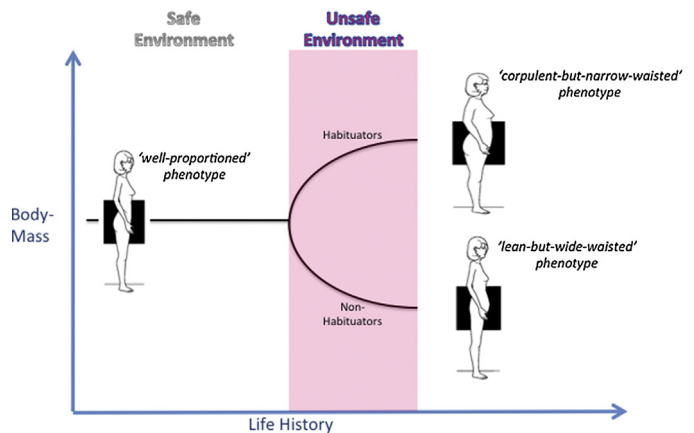 Safe
Environment
Unsafe
Environment
'corpulent-but-narrow-waisted'
phenotype
Habituators
'well-proportioned'
phenotype
Body-
Mass
'lean-but-wide-waisted'
phenotype
Non-
Habituators
Life History